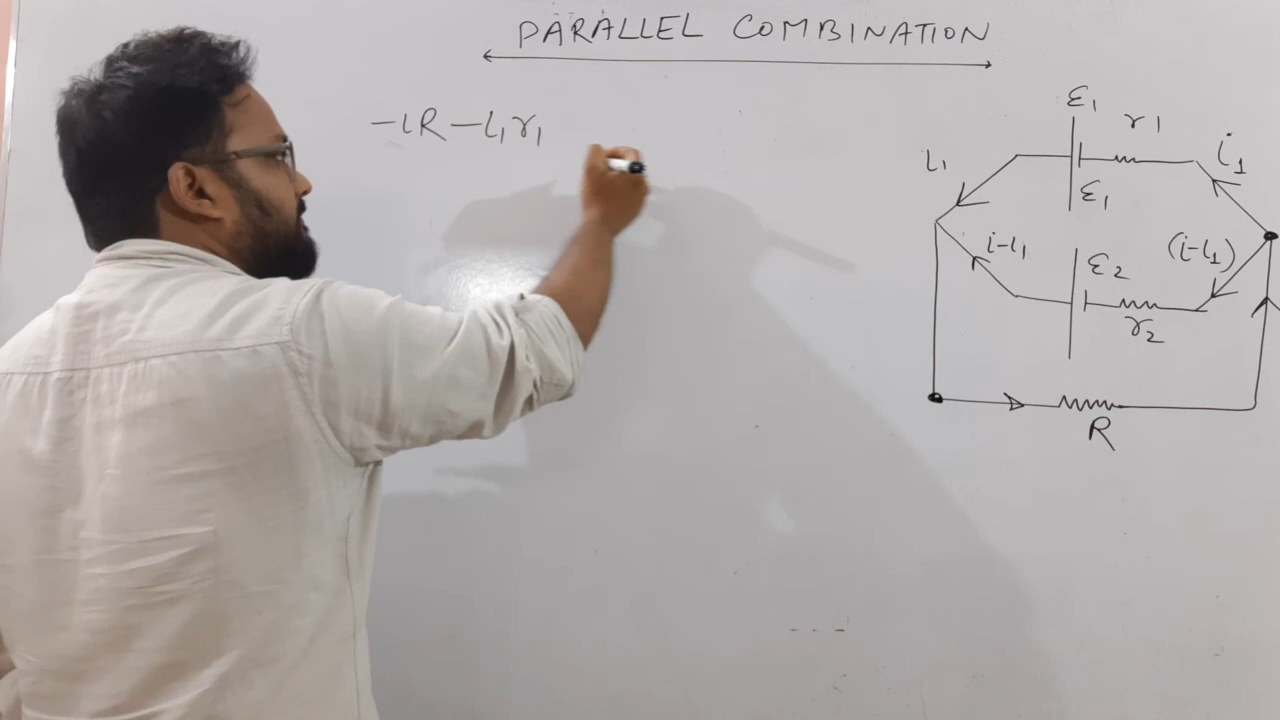 PARALLEL COMBINATION
-iR - i₁r₁
ε₁
r1
i₁
i₁
ε₁
i-i₁
ε₂
(i-i₁)
r₂
R